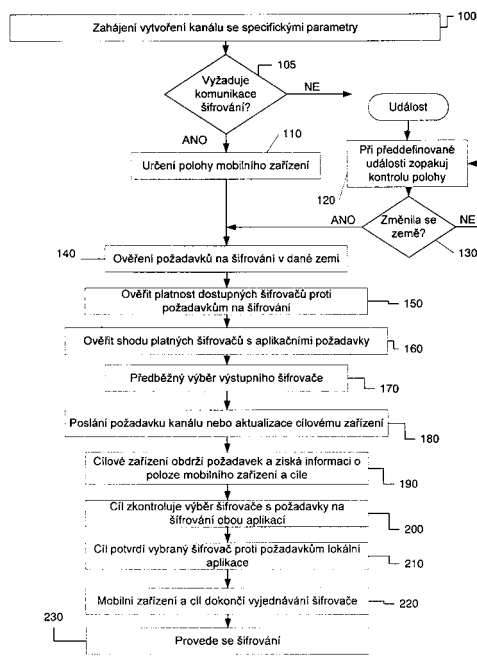 Zahájení vytvoření kanálu se specifickými parametry
100
Vyžaduje
komunikace
šifrování?
105
NE
ANO
110
Určení polohy mobilního zařízení
Událost
Při předdefinované
události zopakuj
kontrolu polohy
120
Změnila se
země?
ANO
NE
130
140
Ověření požadavků na šifrování v dané zemi
Ověřit platnost dostupných šifrovačů proti
požadavkům na šifrování
150
Ověřit shodu platných šifrovačů s aplikačními požadavky
160
Předběžný výběr výstupního šifrovače
170
Poslání požadavku kanálu nebo aktualizace cílovému zařízení
180
Cílové zařízení obdrží požadavek a získá informaci o
poloze mobilního zařízení a cíle
190
Cíl zkontroluje výběr šifrovače s požadavky na
šifrování obou aplikací
200
Cíl potvrdí vybraný šifrovač proti požadavkům lokální
aplikace
210
Mobilní zařízení a cíl dokončí vyjednávání šifrovače
220
230
Provede se šifrování